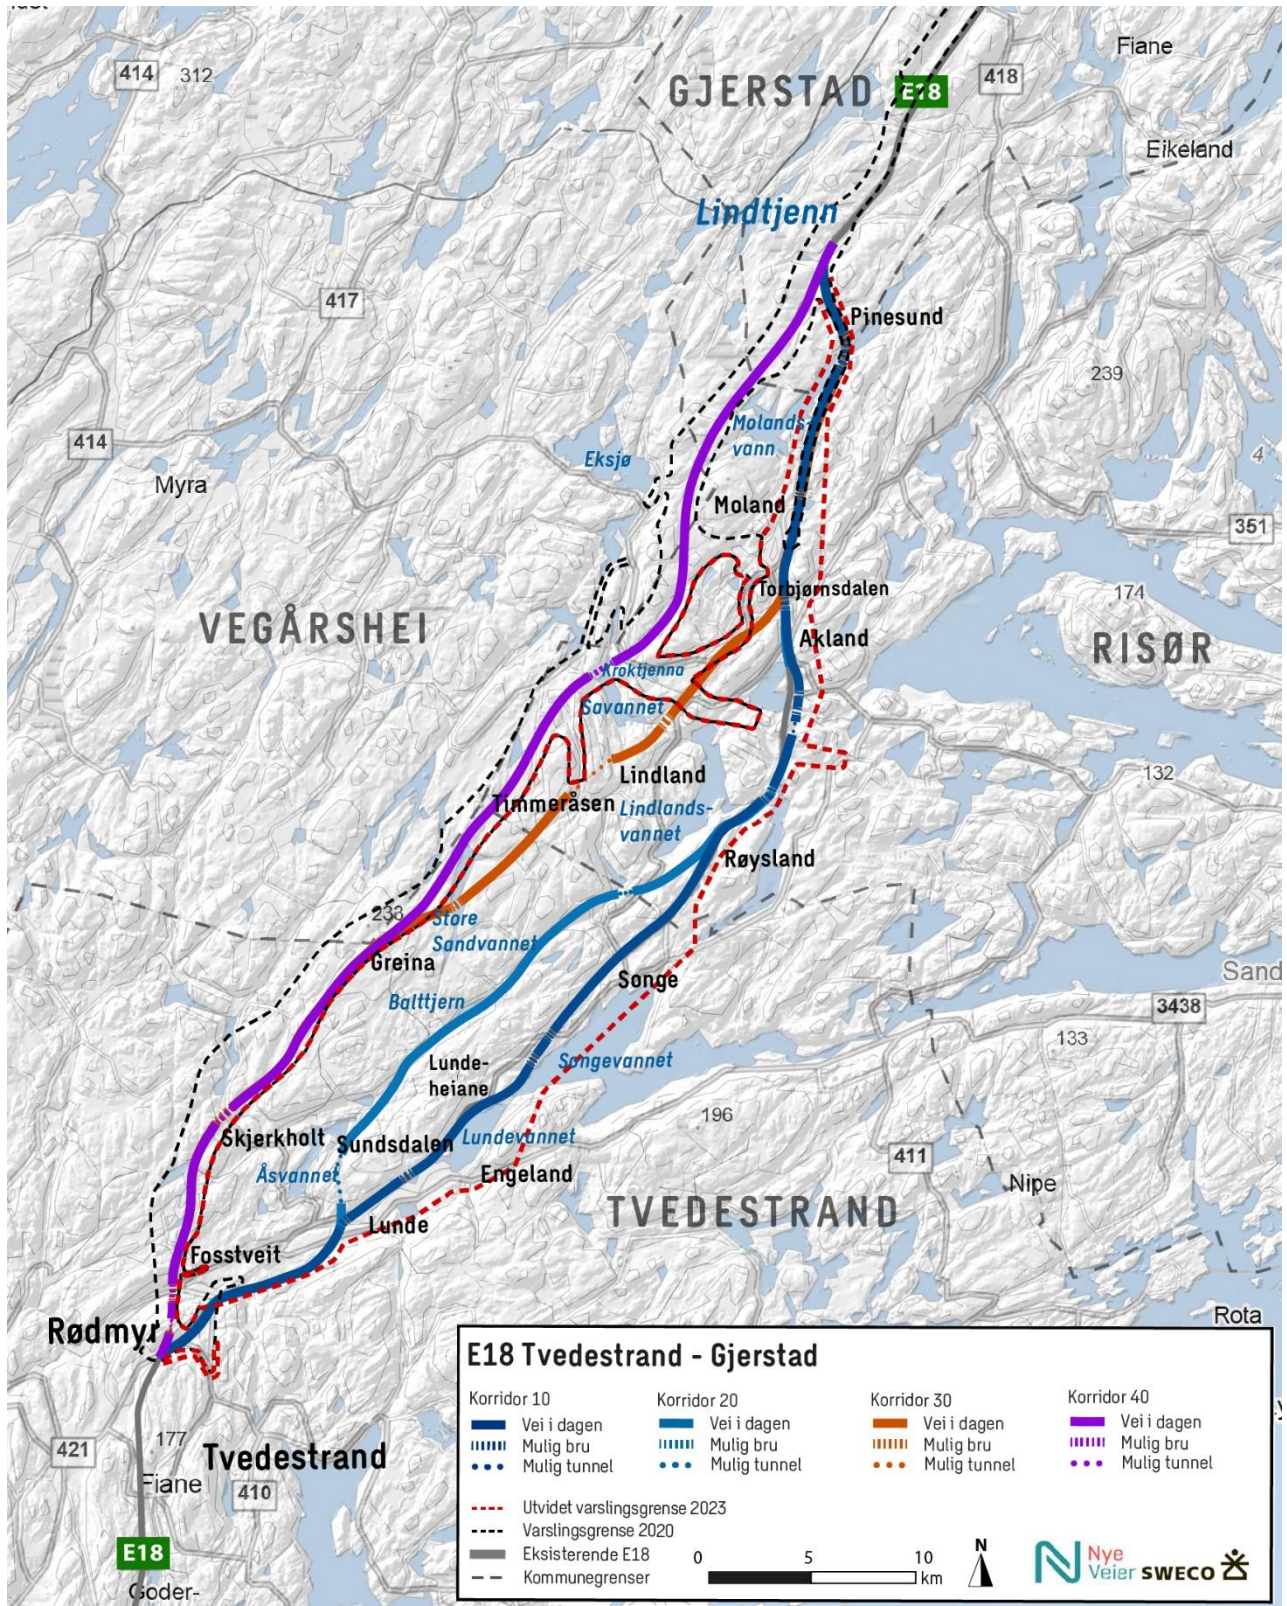 Fiane
414
312
GJERSTAD
E18
418
Eikeland
Lindtjenn
417
Pinesund
239
414
Molands-
vann
Eksjø
4
Myra
Moland
351
Torbjørnsdalen
174
VEGÅRSHEI
Akland
RISØR
Kroktjenna
Savannet
Lindland
132
Timmeråsen
Lindlands-
vannet
Røysland
233
Store
Sandvannet
Greina
Songe
Sand
Balttjern
3438
133
Lunde-
heiane
Songevannet
196
Skjerkholt
Sundsdalen
Lundevannet
411
Åsvannet
Engeland
Nipe
Lunde
TVEDESTRAND
Fosstveit
Rødmyr
Rota
E18 Tvedestrand - Gjerstad
Korridor 10
Vei i dagen
Mulig bru
Mulig tunnel
Korridor 20
Vei i dagen
Mulig bru
Mulig tunnel
Korridor 30
Vei i dagen
Mulig bru
Mulig tunnel
Korridor 40
Vei i dagen
Mulig bru
Mulig tunnel
Utvidet varslingsgrense 2023
Varslingsgrense 2020
Eksisterende E18
Kommunegrenser
0 5 10
km
N
Nye
Veier
SWECO
421
177
Tvedestrand
Fiane
410
E18
Goder-